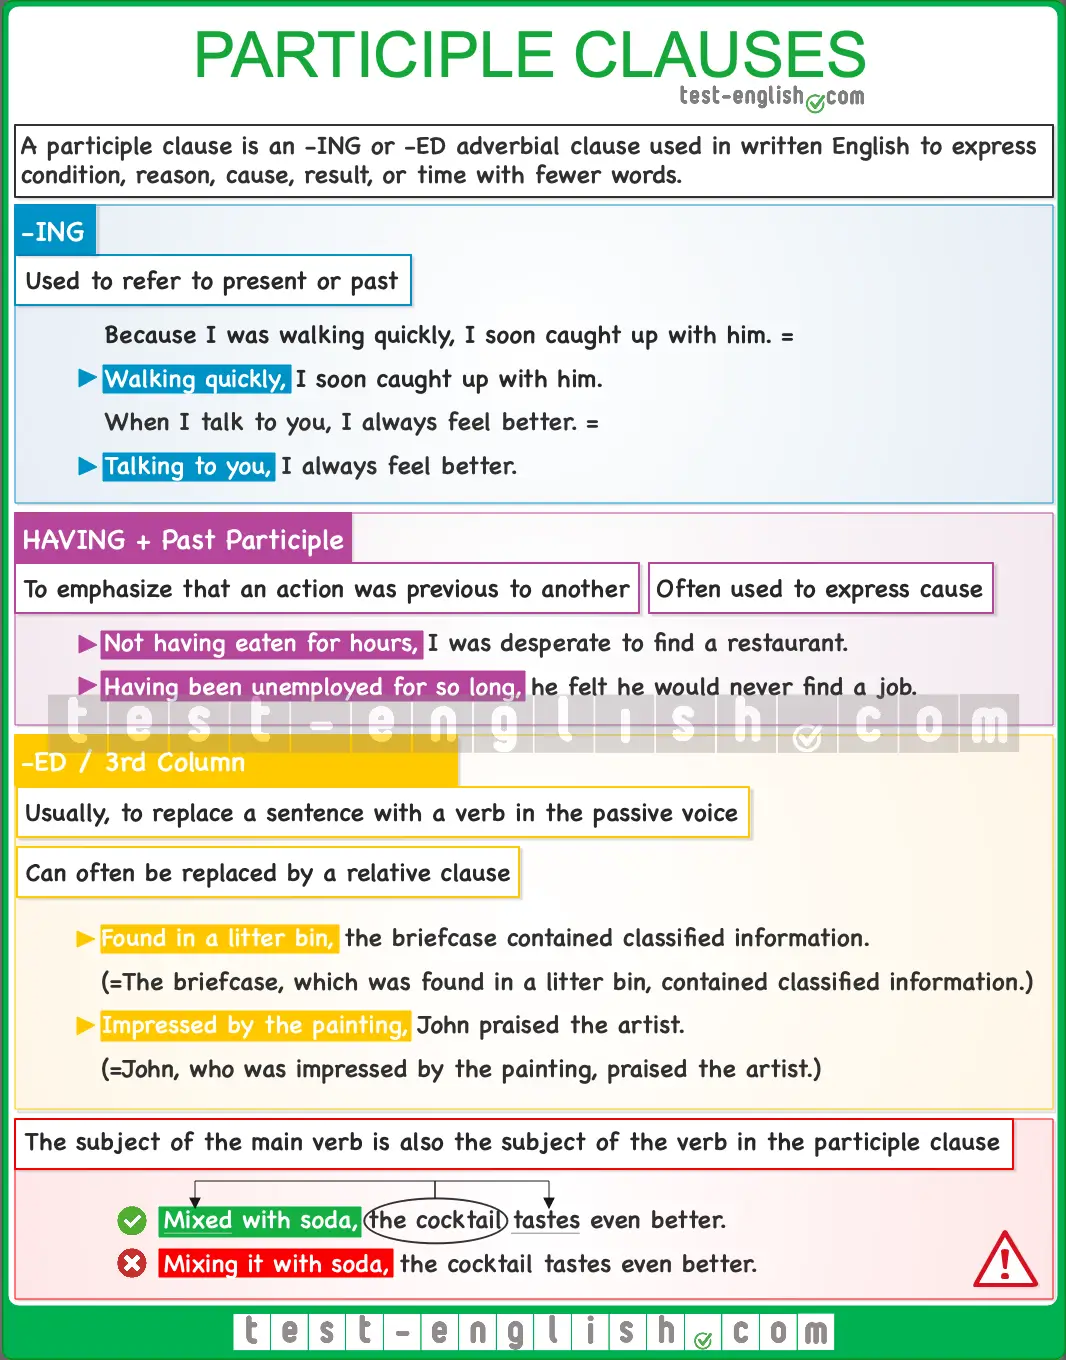 PARTICIPLE CLAUSES
test-english.com
A participle clause is an -ING or -ED adverbial clause used in written English to express
condition, reason, cause, result, or time with fewer words.
-ING
Used to refer to present or past
Because I was walking quickly, I soon caught up with him. =
Walking quickly, I soon caught up with him.
When I talk to you, I always feel better. =
Talking to you, I always feel better.
HAVING + Past Participle
To emphasize that an action was previous to another
Often used to express cause
Not having eaten for hours, I was desperate to find a restaurant.
Having been unemployed for so long, he felt he would never find a job.
test-english.com
-ED / 3rd Column
Usually, to replace a sentence with a verb in the passive voice
Can often be replaced by a relative clause
Found in a litter bin, the briefcase contained classified information.
(=The briefcase, which was found in a litter bin, contained classified information.)
Impressed by the painting, John praised the artist.
(=John, who was impressed by the painting, praised the artist.)
The subject of the main verb is also the subject of the verb in the participle clause
Mixed with soda, the cocktail tastes even better.
Mixing it with soda, the cocktail tastes even better.
test-english.com